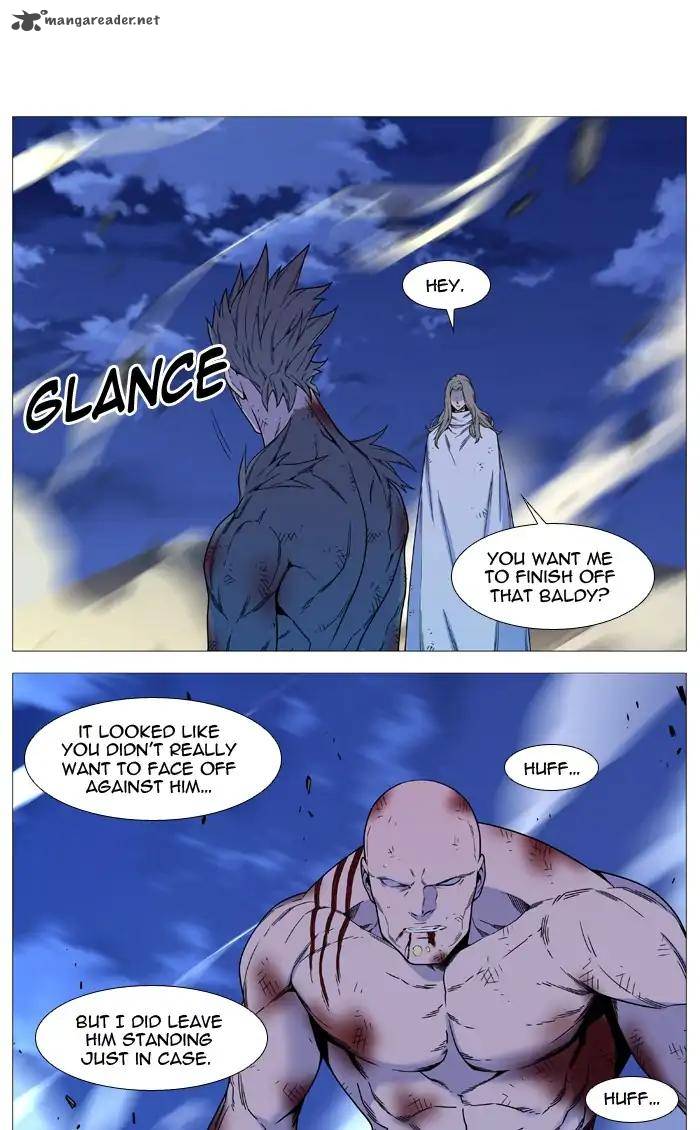 mangareader.net
HEY.
GLANCE
YOU WANT ME
TO FINISH OFF
THAT BALDY?
IT LOOKED LIKE
YOU DIDN'T REALLY
WANT TO FACE OFF
AGAINST HIM...
HUFF...
BUT I DID LEAVE
HIM STANDING
JUST IN CASE.
HUFF...